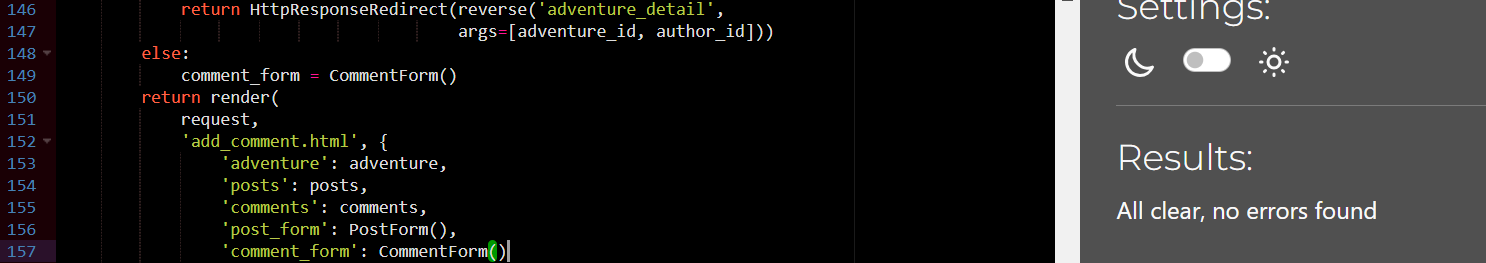 146 return HttpResponseRedirect(reverse('adventure_detail',
147 args=[adventure_id, author_id]))
148 else:
149 comment_form = CommentForm()
150 return render(
151 request,
152 'add_comment.html', {
153 'adventure': adventure,
154 'posts': posts,
155 'comments': comments,
156 'post_form': PostForm(),
157 'comment_form': CommentForm()
Settings:
Results:
All clear, no errors found